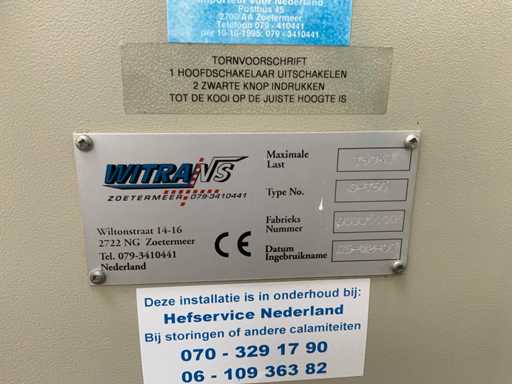 Importeur voor Nederland
Posthus 45
2700 AA Zoetermeer
Telefoon 079 - 410441
per 10-10-1995: 079 - 3410441
TORNVOORSCHRIFT
1 HOOFDSCHAKELAAR UITSCHAKELEN
2 ZWARTE KNOP INDRUKKEN
TOT DE KOOI OP DE JUISTE HOOGTE IS
WITRANS
ZOETERMEER 079-3410441
Wiltonstraat 14-16
2722 NG Zoetermeer
Tel. 079-3410441
Nederland
CE
Maximale
Last
Type No.
Fabrieks
Nummer
Datum
Ingebruikname
Deze installatie is in onderhoud bij:
Hefservice Nederland
Bij storingen of andere calamiteiten
070 - 329 17 90
06 - 109 363 82